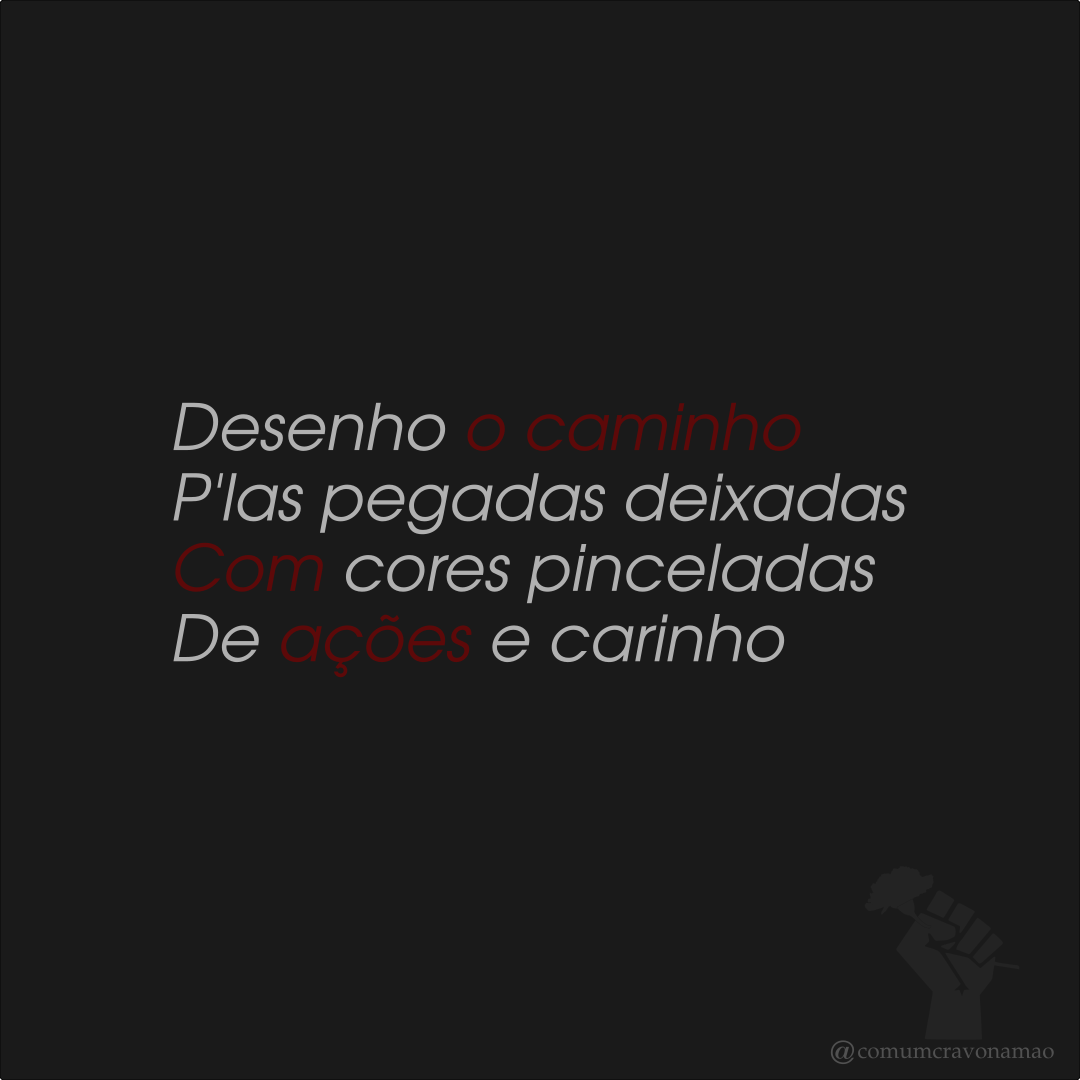 Desenho o caminho
P'las pegadas deixadas
Com cores pinceladas
De ações e carinho
@comumcravonamao